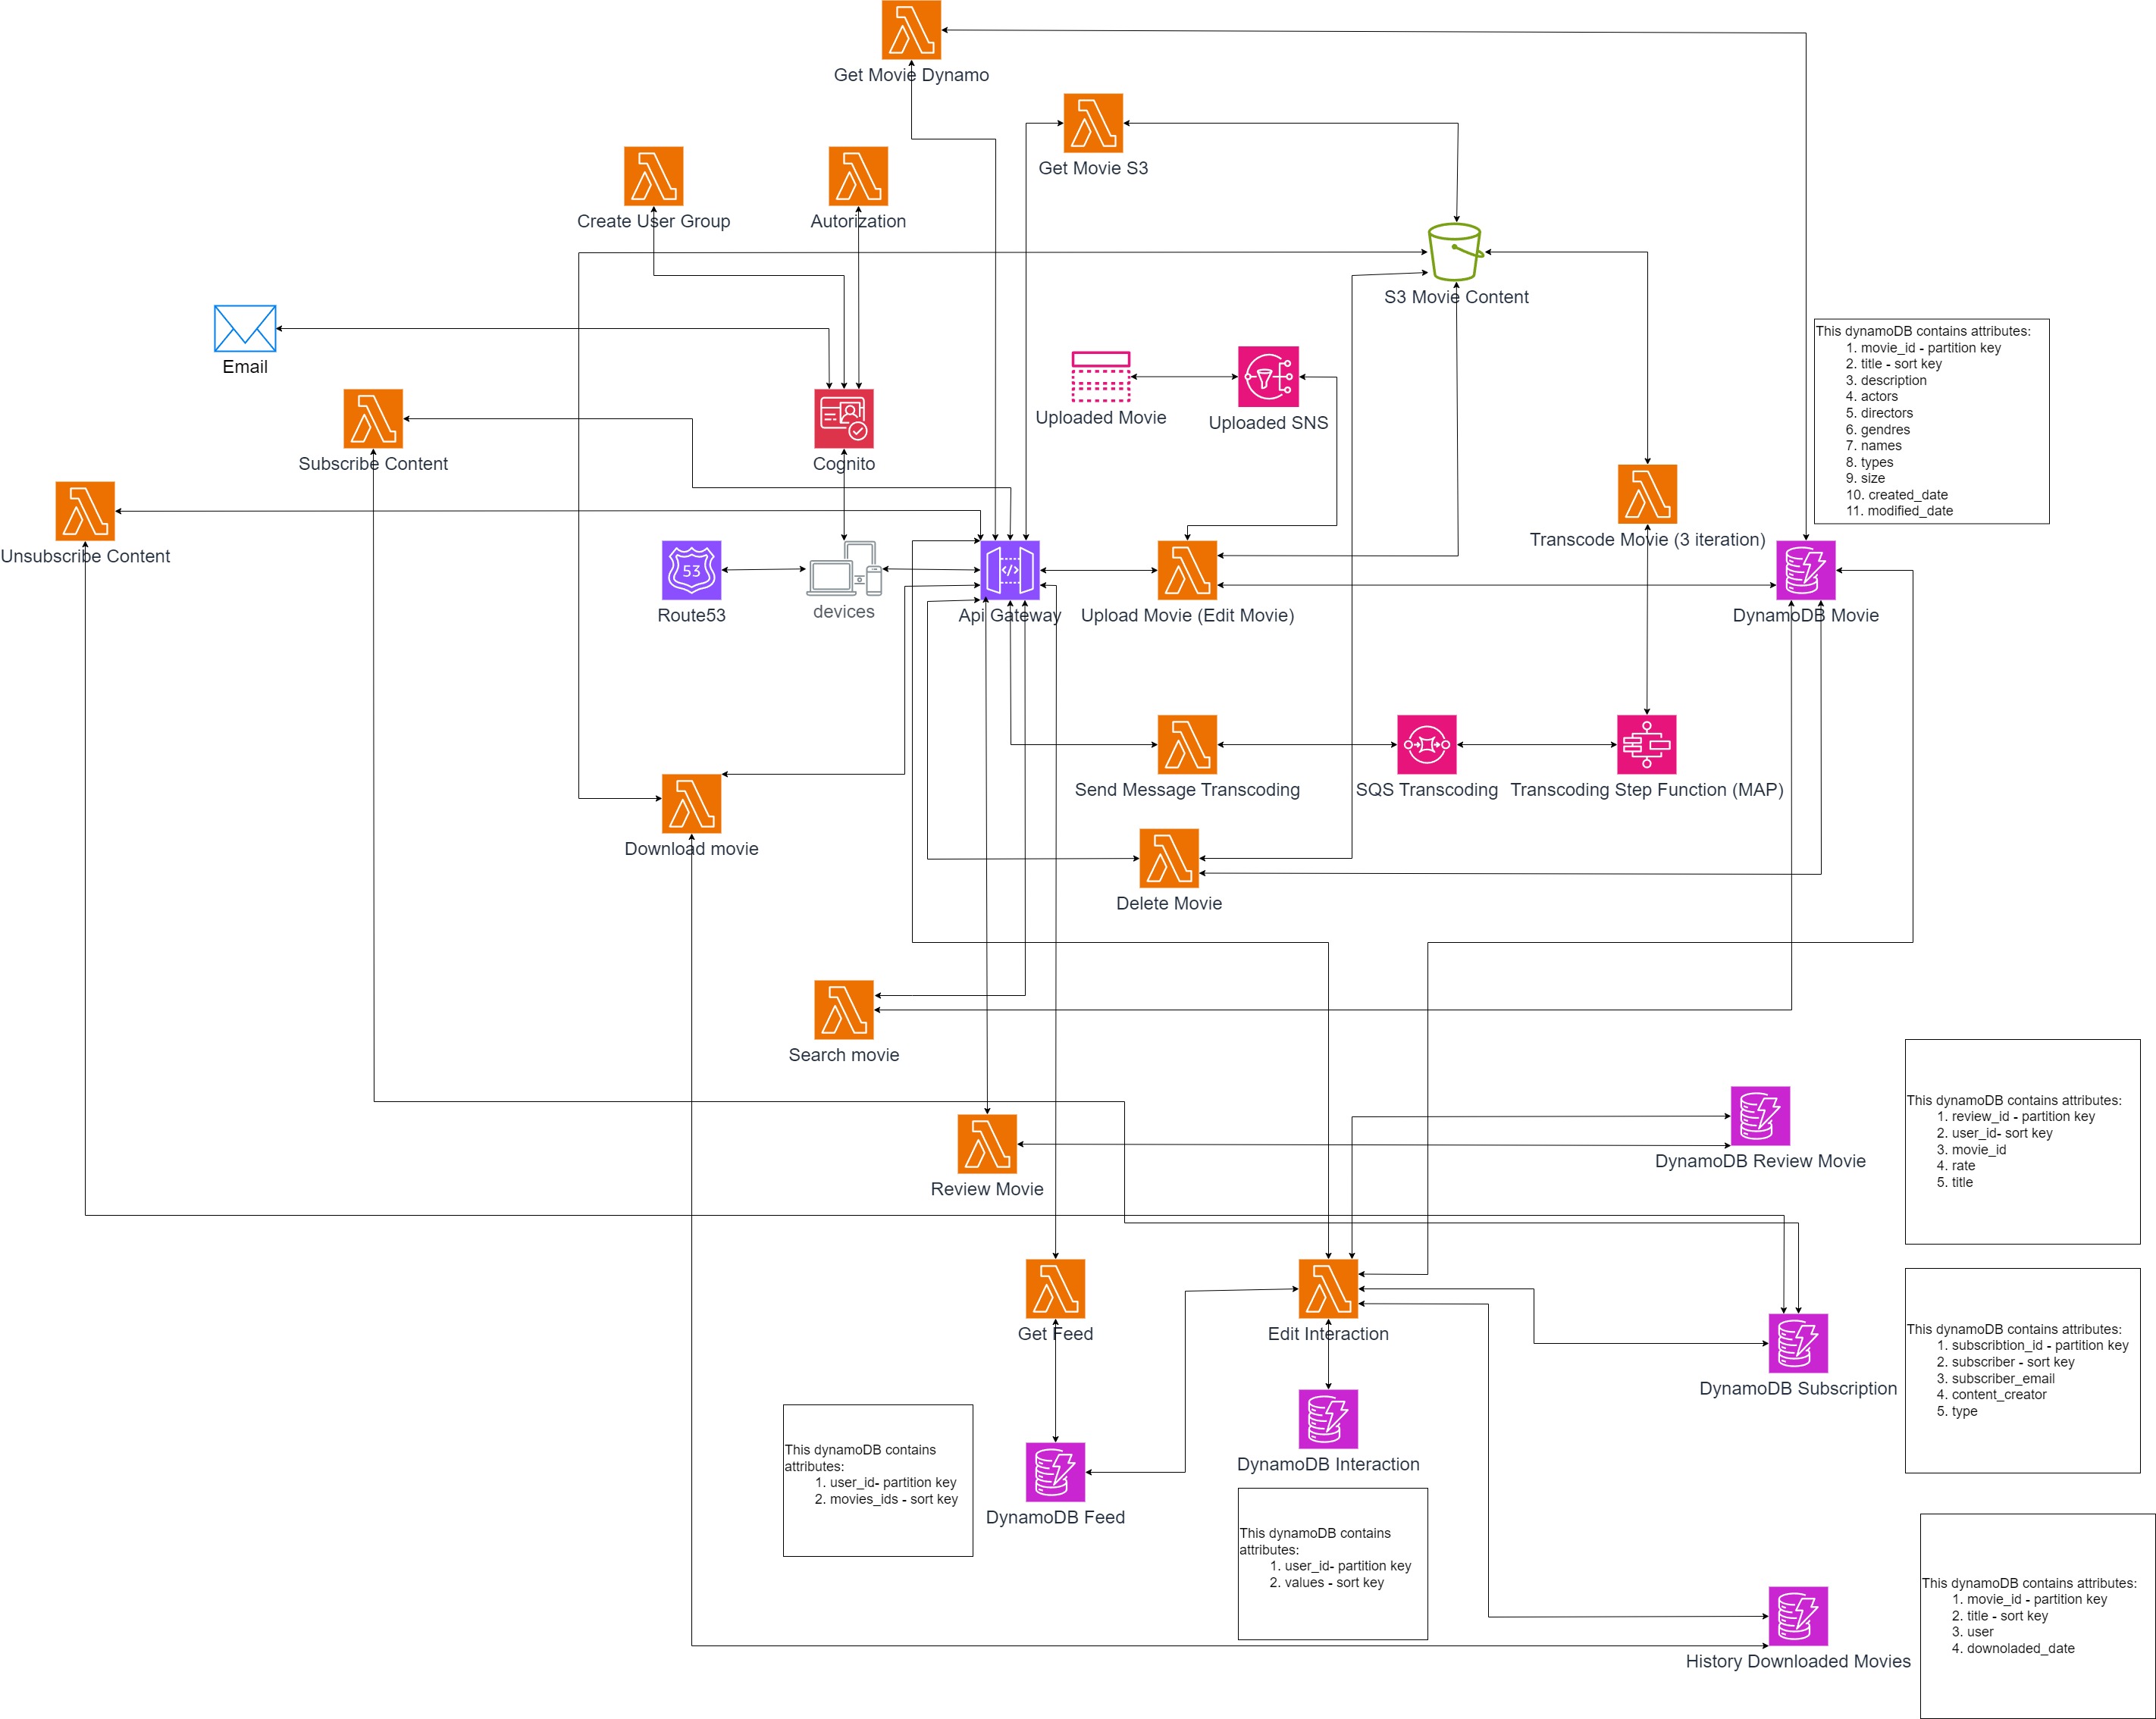 Get Movie Dynamo
Get Movie S3
Create User Group
Autorization
S3 Movie Content
Email
Uploaded Movie
Uploaded SNS
This dynamoDB contains attributes:
1. movie_id - partition key
2. title - sort key
3. description
4. actors
5. directors
6. gendres
7. names
8. types
9. size
10. created_date
11. modified_date
Subscribe Content
Cognito
Unsubscribe Content
Transcode Movie (3 iteration)
53
Route53
devices
Api Gateway
Upload Movie (Edit Movie)
DynamoDB Movie
Send Message Transcoding
SQS Transcoding
Transcoding Step Function (MAP)
Download movie
Delete Movie
Search movie
This dynamoDB contains attributes:
1. review_id - partition key
2. user_id- sort key
3. movie_id
4. rate
5. title
DynamoDB Review Movie
Review Movie
Get Feed
Edit Interaction
This dynamoDB contains attributes:
1. subscribtion_id - partition key
2. subscriber - sort key
3. subscriber_email
4. content_creator
5. type
DynamoDB Subscription
This dynamoDB contains
attributes:
1. user_id- partition key
2. movies_ids - sort key
DynamoDB Interaction
DynamoDB Feed
This dynamoDB contains
attributes:
1. user_id- partition key
2. values - sort key
This dynamoDB contains attributes:
1. movie_id - partition key
2. title - sort key
3. user
4. downoladed_date
History Downloaded Movies